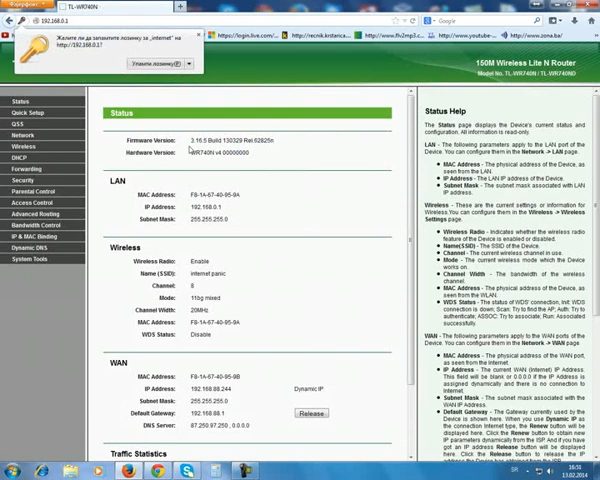 Фајерфокс
TL-WR740N
192.168.0.1
Желите ли да запамтите лозинку за „internet“ на
http://192.168.0.1?
Упамти лозинку(Р)
https://login.live.com/...
recnik.krstarica...
http://www.flv2mp3.c...
http://www.youtube-...
http://www.zona.ba/
150M Wireless Lite N Router
Model No. TL-WR740N / TL-WR740ND
Status
Quick Setup
QSS
Network
Wireless
DHCP
Forwarding
Security
Parental Control
Access Control
Advanced Routing
Bandwidth Control
IP & MAC Binding
Dynamic DNS
System Tools
Status
Firmware Version: 3.16.5 Build 130329 Rel.62825n
Hardware Version: WR740N v4 00000000
LAN
MAC Address: F8-1A-67-40-95-9A
IP Address: 192.168.0.1
Subnet Mask: 255.255.255.0
Wireless
Wireless Radio: Enable
Name (SSID): internet panic
Channel: 8
Mode: 11bg mixed
Channel Width: 20MHz
MAC Address: F8-1A-67-40-95-9A
WDS Status: Disable
WAN
MAC Address: F8-1A-67-40-95-9B
IP Address: 192.168.88.244 Dynamic IP
Subnet Mask: 255.255.255.0
Default Gateway: 192.168.88.1 Release
DNS Server: 87.250.97.250 , 0.0.0.0
Traffic Statistics
Status Help
The Status page displays the Device's current status and
configuration. All information is read-only.
LAN - The following parameters apply to the LAN port of the
Device. You can configure them in the Network -> LAN page.
MAC Address - The physical address of the Device, as
seen from the LAN.
IP Address - The LAN IP address of the Device.
Subnet Mask - The subnet mask associated with LAN
IP address.
Wireless - These are the current settings or information for
Wireless.You can configure them in the Wireless -> Wireless
Settings page.
Wireless Radio - Indicates whether the wireless radio
feature of the Device is enabled or disabled.
Name(SSID) - The SSID of the Device.
Channel - The current wireless channel in use.
Mode - The current wireless mode which the Device
works on.
Channel Width - The bandwidth of the wireless
channel.
MAC Address - The physical address of the Device, as
seen from the WLAN.
WDS Status - The status of WDS' connection, Init: WDS
connection is down; Scan: Try to find the AP; Auth: Try to
authenticate; ASSOC: Try to associate; Run: Associated
successfully.
WAN - The following parameters apply to the WAN ports of the
Device. You can configure them in the Network -> WAN page.
MAC Address - The physical address of the WAN port,
as seen from the Internet.
IP Address - The current WAN (Internet) IP Address.
This field will be blank or 0.0.0.0 if the IP Address is
assigned dynamically and there is no connection to
Internet.
Subnet Mask - The subnet mask associated with the
WAN IP Address.
Default Gateway - The Gateway currently used by the
Device is shown here. When you use Dynamic IP as
the connection Internet type, the Renew button will be
displayed here. Click the Renew button to obtain new
IP parameters dynamically from the ISP. And if you have
got an IP address Release button will be displayed
here. Click the Release button to release the IP
SR
16:31
13.02.2014